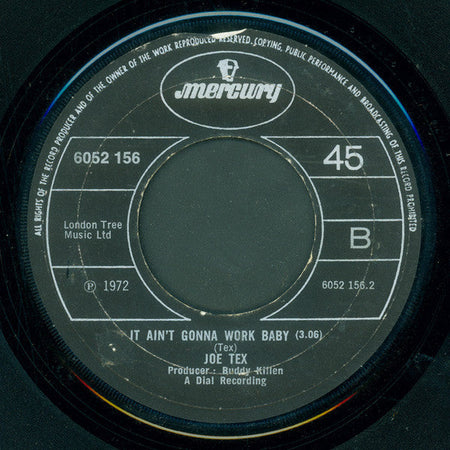 ALL RIGHTS OF THE RECORD PRODUCER AND OF THE OWNER OF THE WORK REPRODUCED RESERVED. COPYING, PUBLIC PERFORMANCE AND BROADCASTING OF THIS RECORD PROHIBITED
mercury
6052 156
45
London Tree
Music Ltd
B
Ⓟ 1972
6052 156.2
IT AIN'T GONNA WORK BABY (3.06)
(Tex)
JOE TEX
Producer : Buddy Killen
A Dial Recording